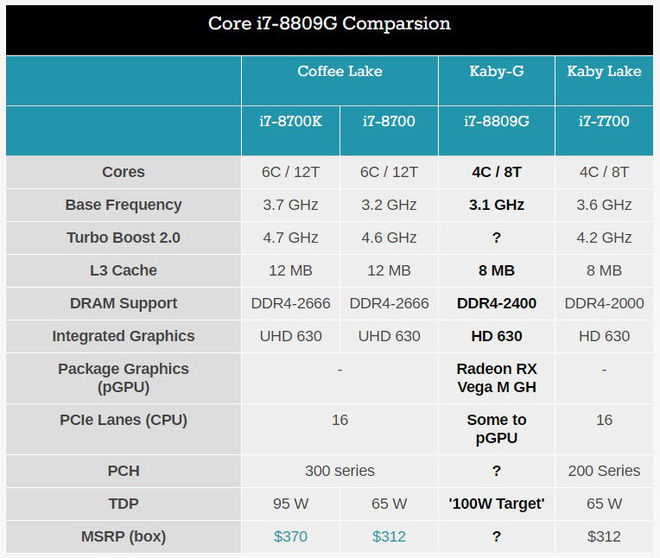 Core i7-8809G Comparsion
Coffee Lake Kaby-G Kaby Lake
i7-8700K i7-8700 i7-8809G i7-7700
Cores 6C / 12T 6C / 12T 4C / 8T 4C / 8T
Base Frequency 3.7 GHz 3.2 GHz 3.1 GHz 3.6 GHz
Turbo Boost 2.0 4.7 GHz 4.6 GHz ? 4.2 GHz
L3 Cache 12 MB 12 MB 8 MB 8 MB
DRAM Support DDR4-2666 DDR4-2666 DDR4-2400 DDR4-2000
Integrated Graphics UHD 630 UHD 630 HD 630 HD 630
Package Graphics - Radeon RX -
(pGPU) Vega M GH
PCIe Lanes (CPU) 16 Some to 16
pGPU
PCH 300 series ? 200 Series
TDP 95 W 65 W '100W Target' 65 W
MSRP (box) $370 $312 ? $312